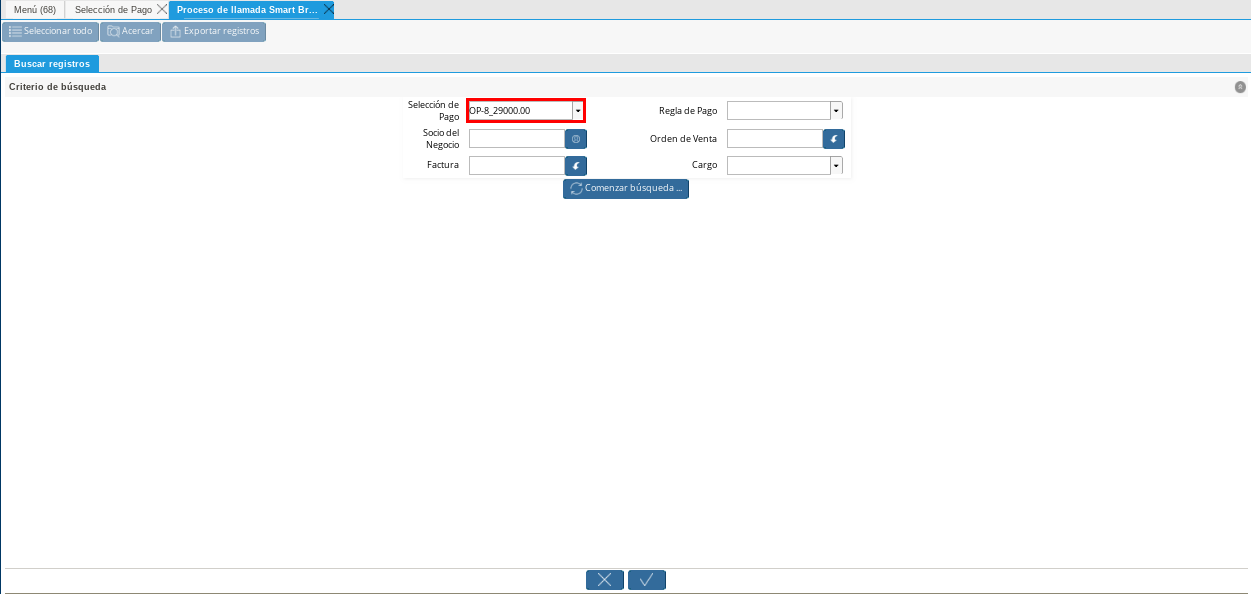 Menú (68) Selección de Pago Proceso de llamada Smart Br...
Seleccionar todo Acercar Exportar registros
Buscar registros
Criterio de búsqueda
Selección de Pago OP-8_29000.00 Regla de Pago
Socio del Negocio Orden de Venta
Factura Cargo
Comenzar búsqueda ...